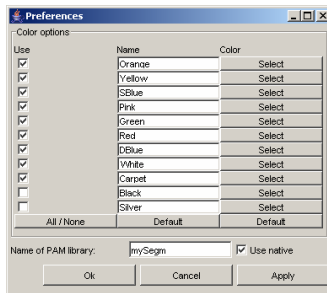 Preferences
Color options
Use Name Color
Orange Select
Yellow Select
SBlue Select
Pink Select
Green Select
Red Select
DBlue Select
White Select
Carpet Select
Black Select
Silver Select
All / None Default Default
Name of PAM library: mySegm Use native
Ok Cancel Apply